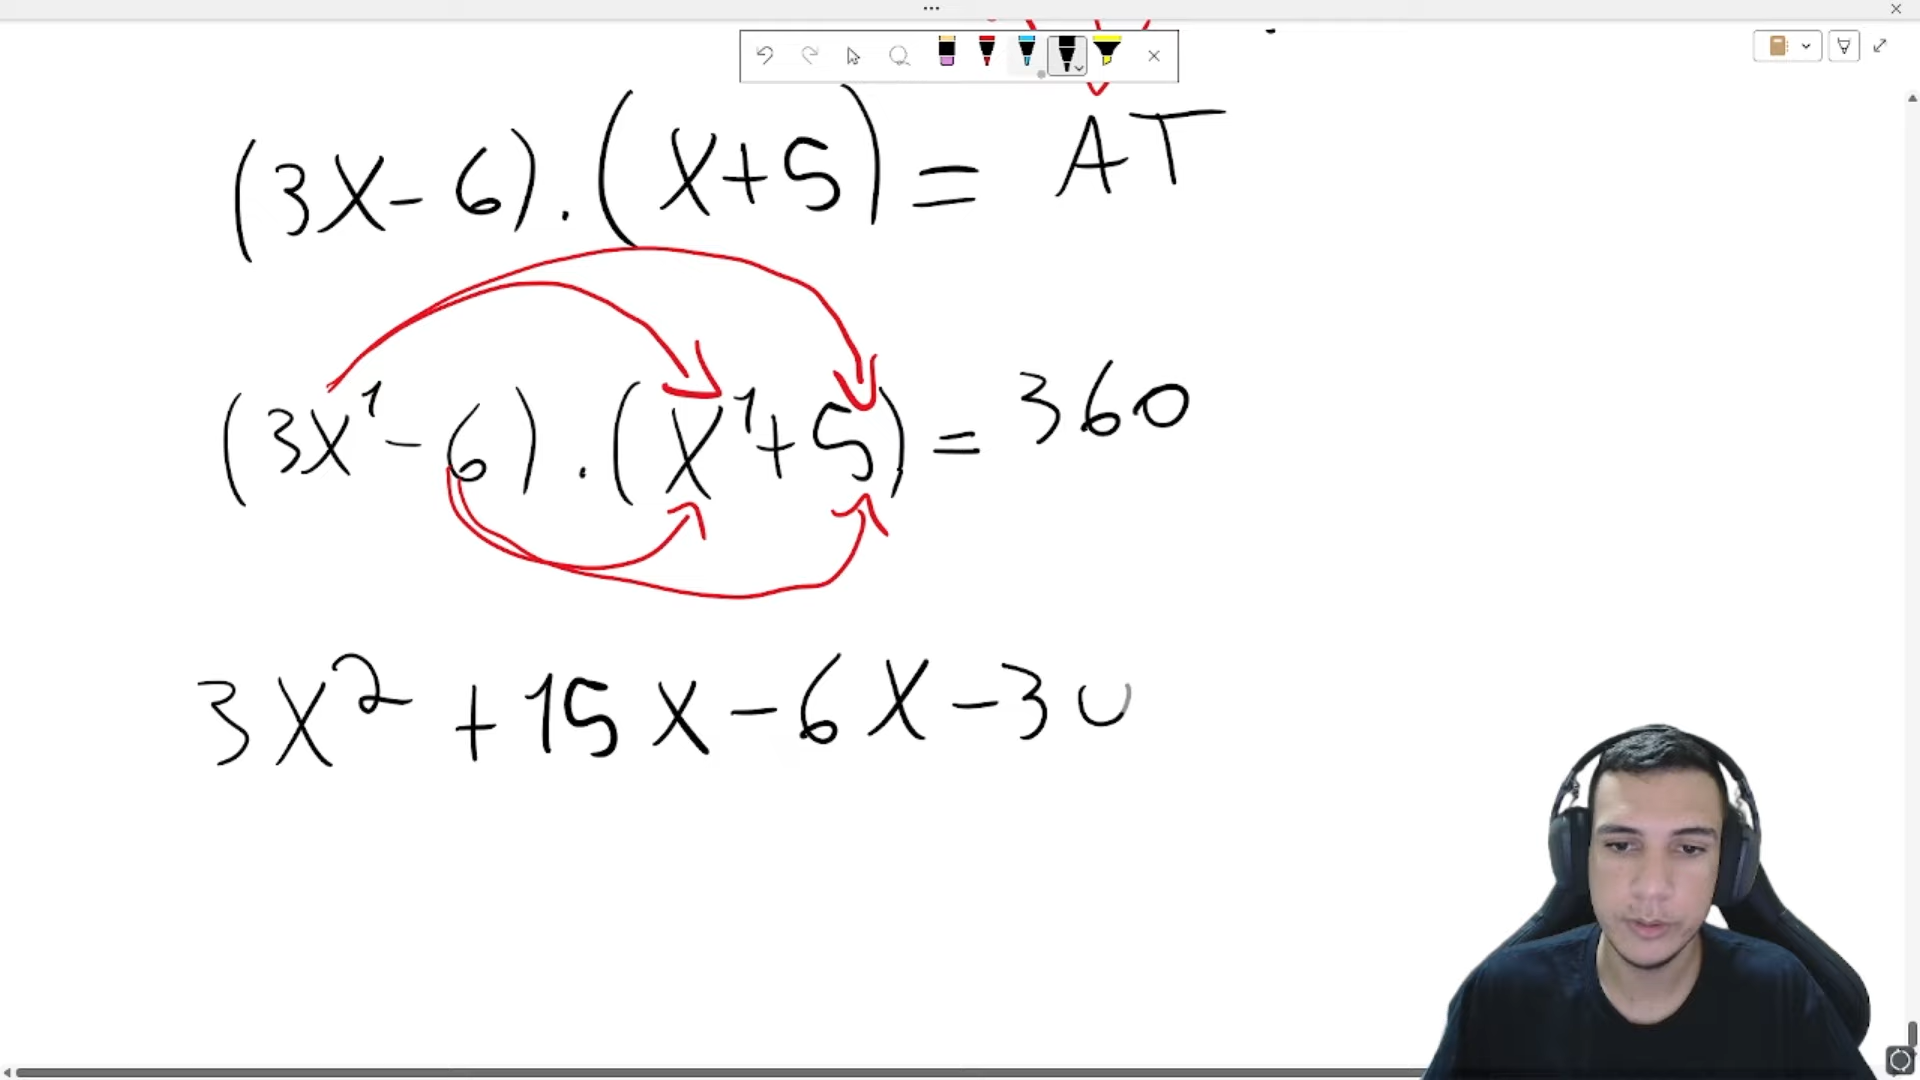 (3X-6).(X+5)= AT
(3X¹-6).(X¹+5)= 360
3X² +15X-6X-30